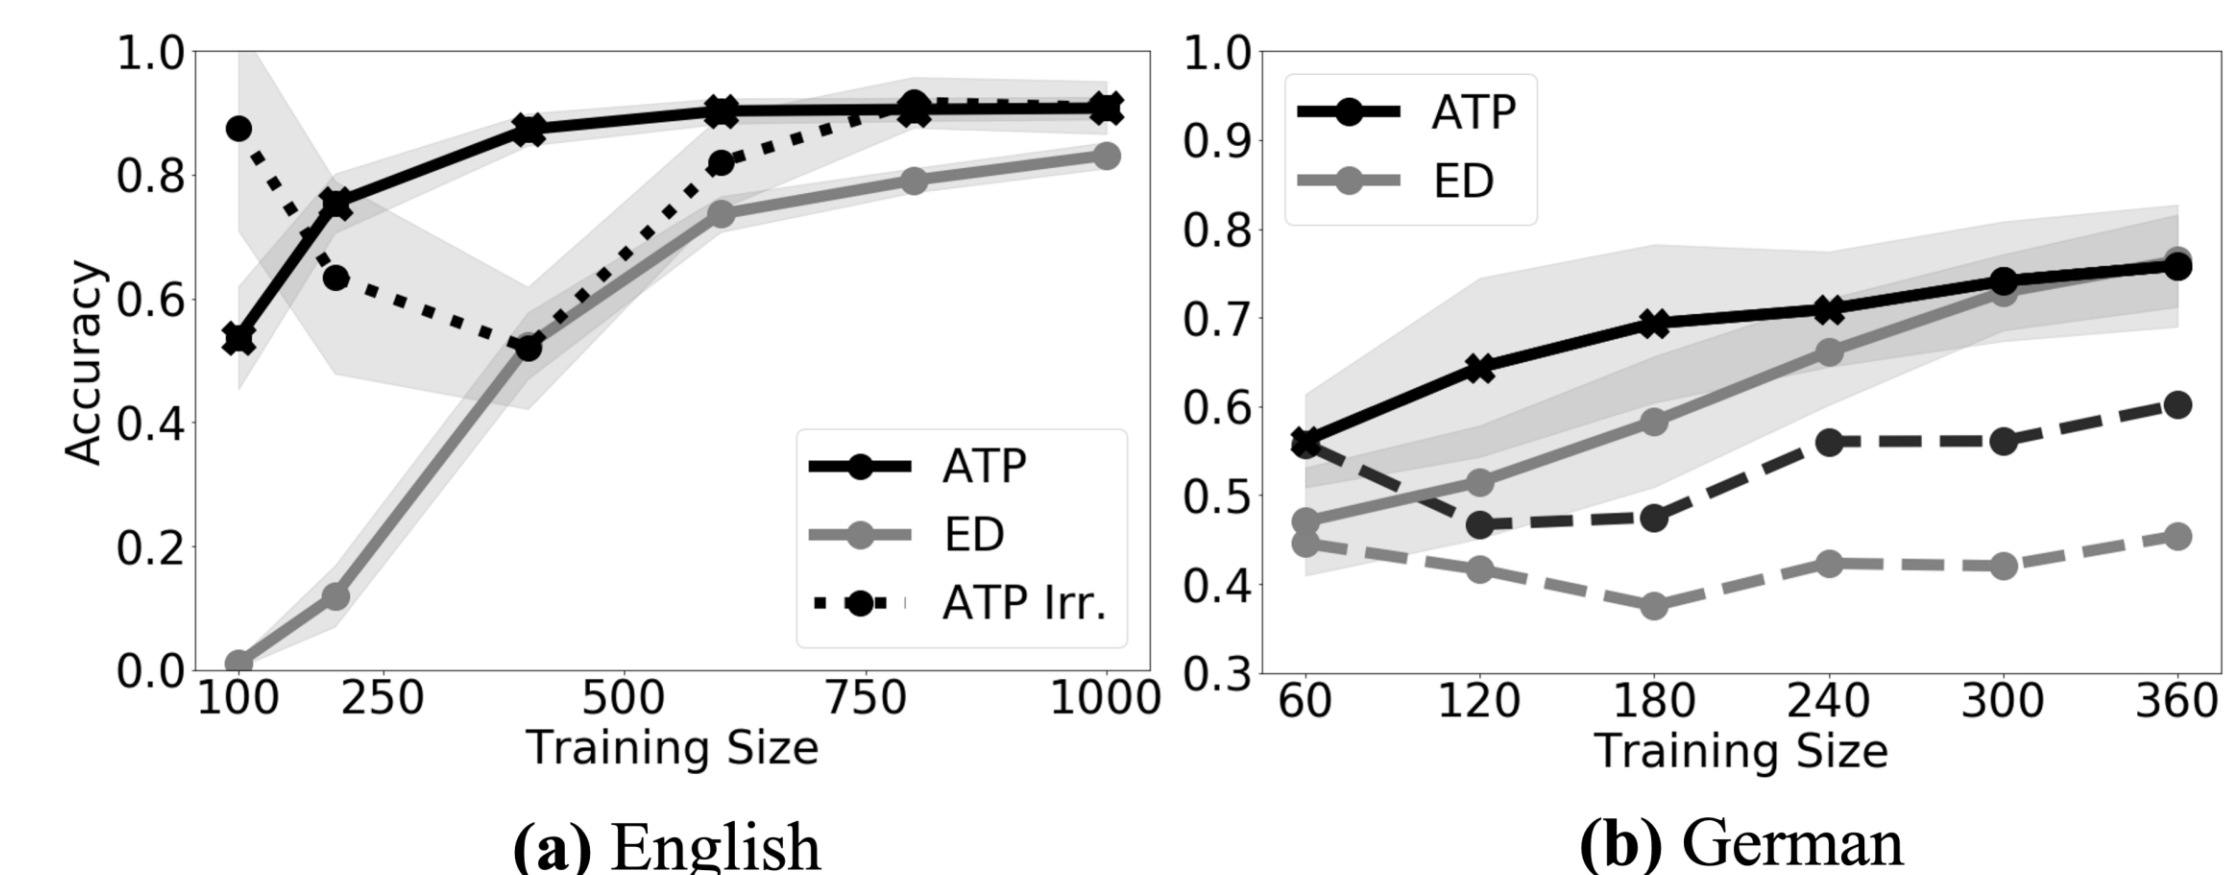 Accuracy
1.0
0.8
0.6
0.4
0.2
0.0
ATP
ED
ATP Irr.
100 250 500 750 1000
Training Size
(a) English
1.0
0.9
0.8
0.7
0.6
0.5
0.4
0.3
ATP
ED
60 120 180 240 300 360
Training Size
(b) German